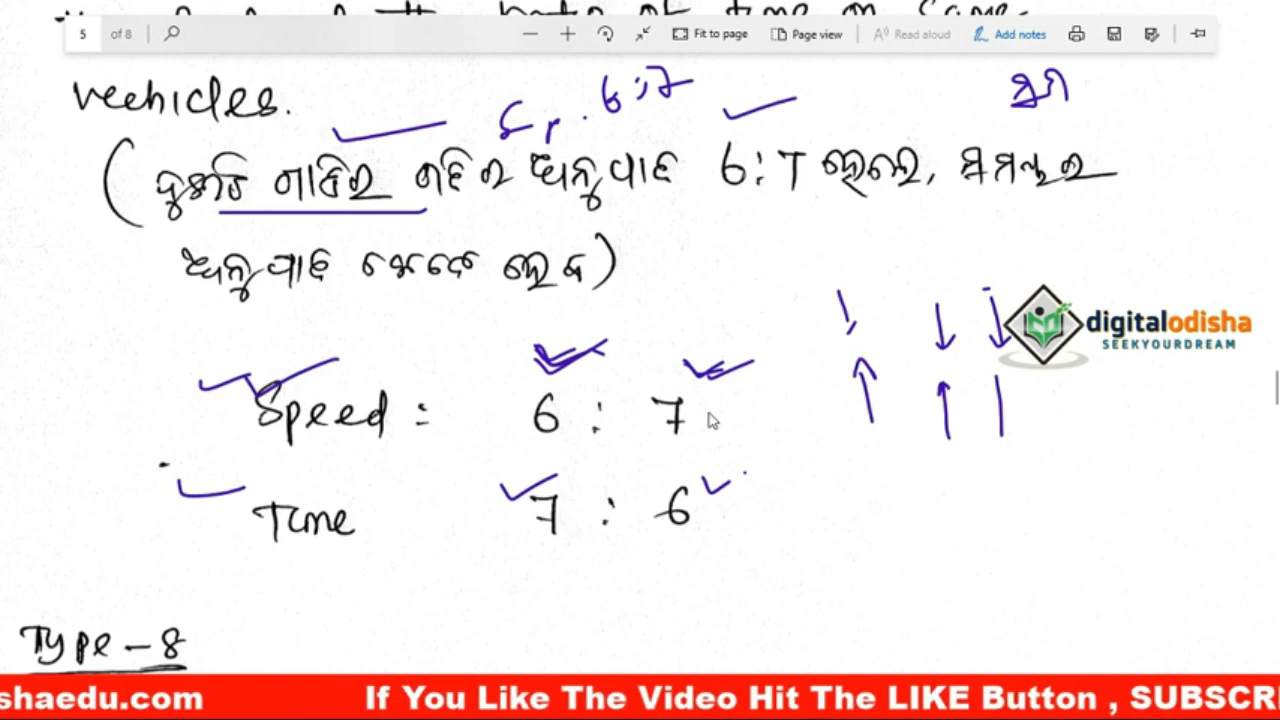 5 of 8 Fit to page Page view Read aloud Add notes
vechicles.
Sp. 6:7
(ଦୁଇଟି ଗାଡିର ଗତିର ଅନୁପାତ 6:7 ହେଲେ, ସମୟର
ଅନୁପାତ କେତେ ହେବ)
digitalodisha
SEEKYOURDREAM
Speed : 6 : 7
Time 7 : 6
Type - 8
shaedu.com If You Like The Video Hit The LIKE Button , SUBSCR